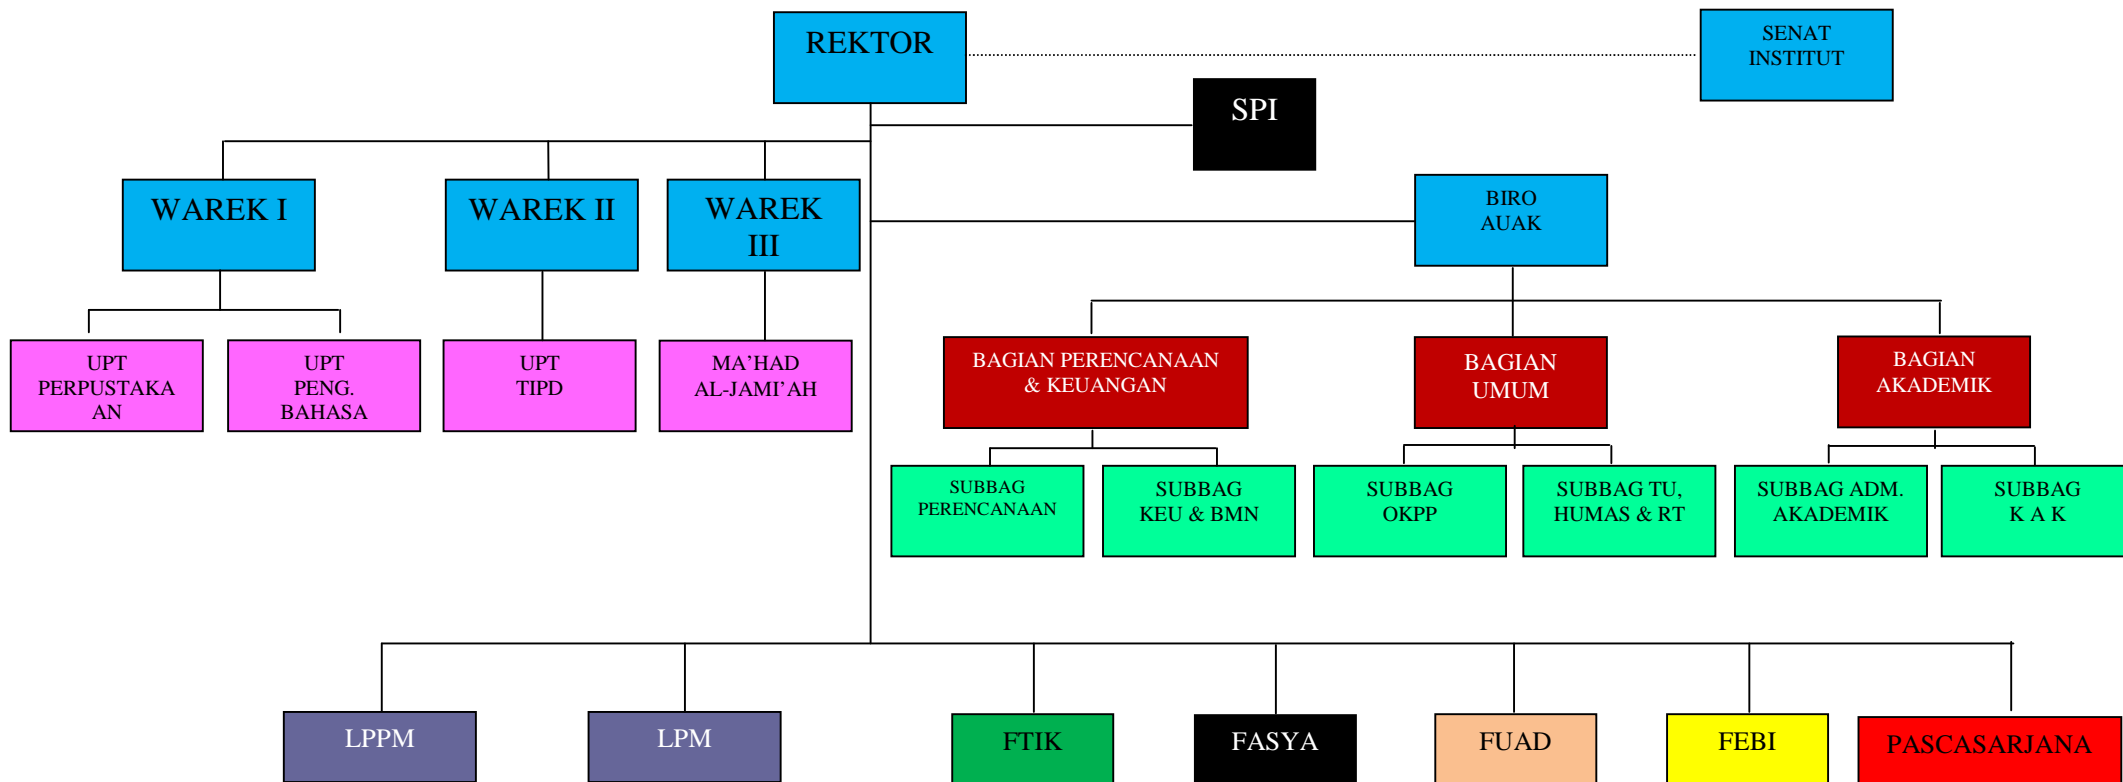 REKTOR
SENAT
INSTITUT
SPI
WAREK I
WAREK II
WAREK
III
BIRO
AUAK
UPT
PERPUSTAKA
AN
UPT
PENG.
BAHASA
UPT
TIPD
MA’HAD
AL-JAMI’AH
BAGIAN PERENCANAAN
& KEUANGAN
BAGIAN
UMUM
BAGIAN
AKADEMIK
SUBBAG
PERENCANAAN
SUBBAG
KEU & BMN
SUBBAG
OKPP
SUBBAG TU,
HUMAS & RT
SUBBAG ADM.
AKADEMIK
SUBBAG
K A K
LPPM
LPM
FTIK
FASYA
FUAD
FEBI
PASCASARJANA